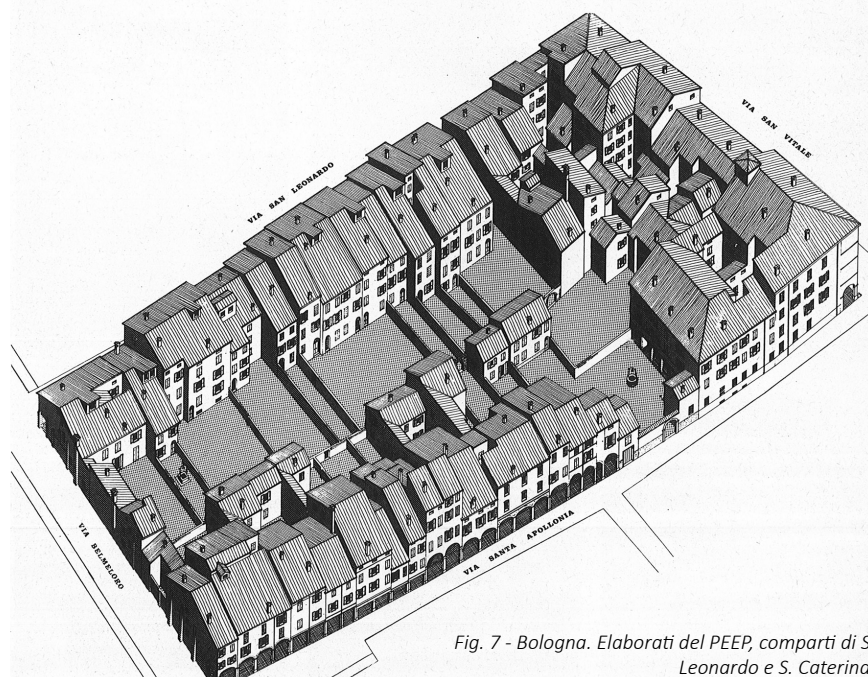 VIA SAN VITALE
VIA SAN LEONARDO
VIA SANTA APOLLONIA
VIA BELMELORO
Fig. 7 - Bologna. Elaborati del PEEP, comparti di S
Leonardo e S. Caterina